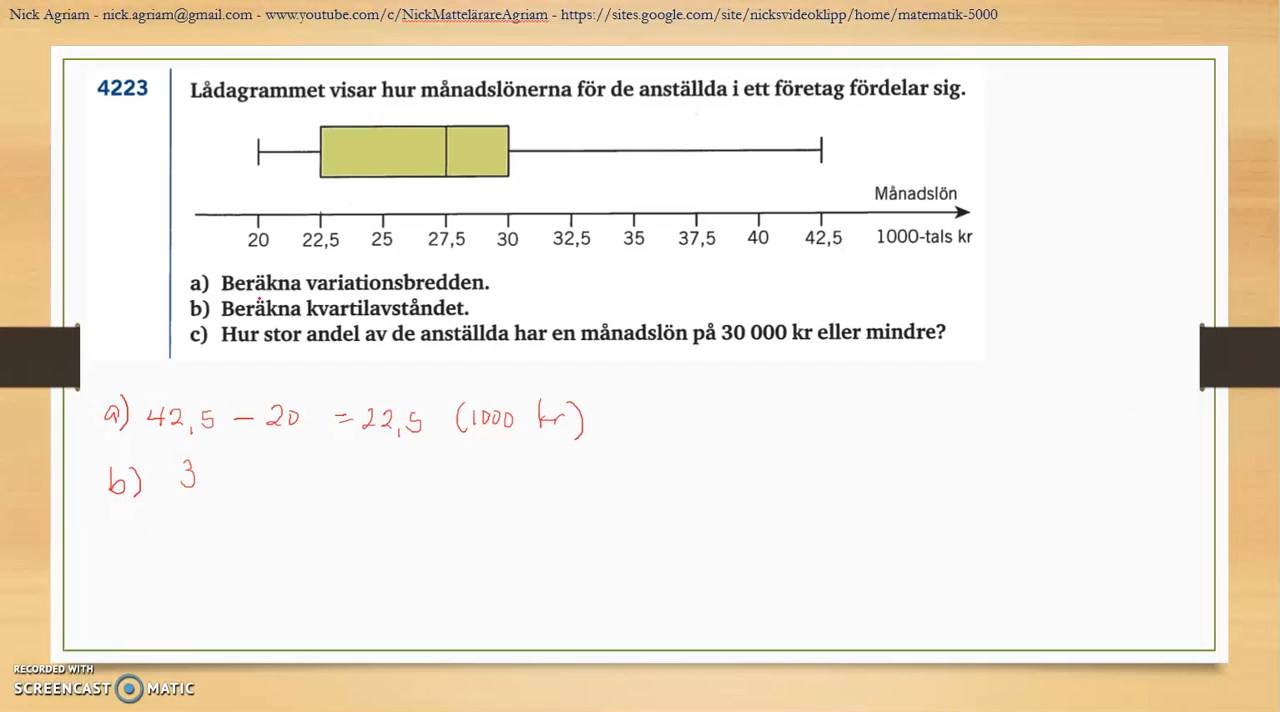 Nick Agriam - nick.agriam@gmail.com - www.youtube.com/c/NickMattelärareAgriam - https://sites.google.com/site/nicksvideoklipp/home/matematik-5000
4223 Lådagrammet visar hur månadslönerna för de anställda i ett företag fördelar sig.
Månadslön
20 22,5 25 27,5 30 32,5 35 37,5 40 42,5 1000-tals kr
a) Beräkna variationsbredden.
b) Beräkna kvartilavståndet.
c) Hur stor andel av de anställda har en månadslön på 30 000 kr eller mindre?
a) 42,5 - 20 = 22,5 (1000 kr)
b) 3
RECORDED WITH
SCREENCAST MATIC